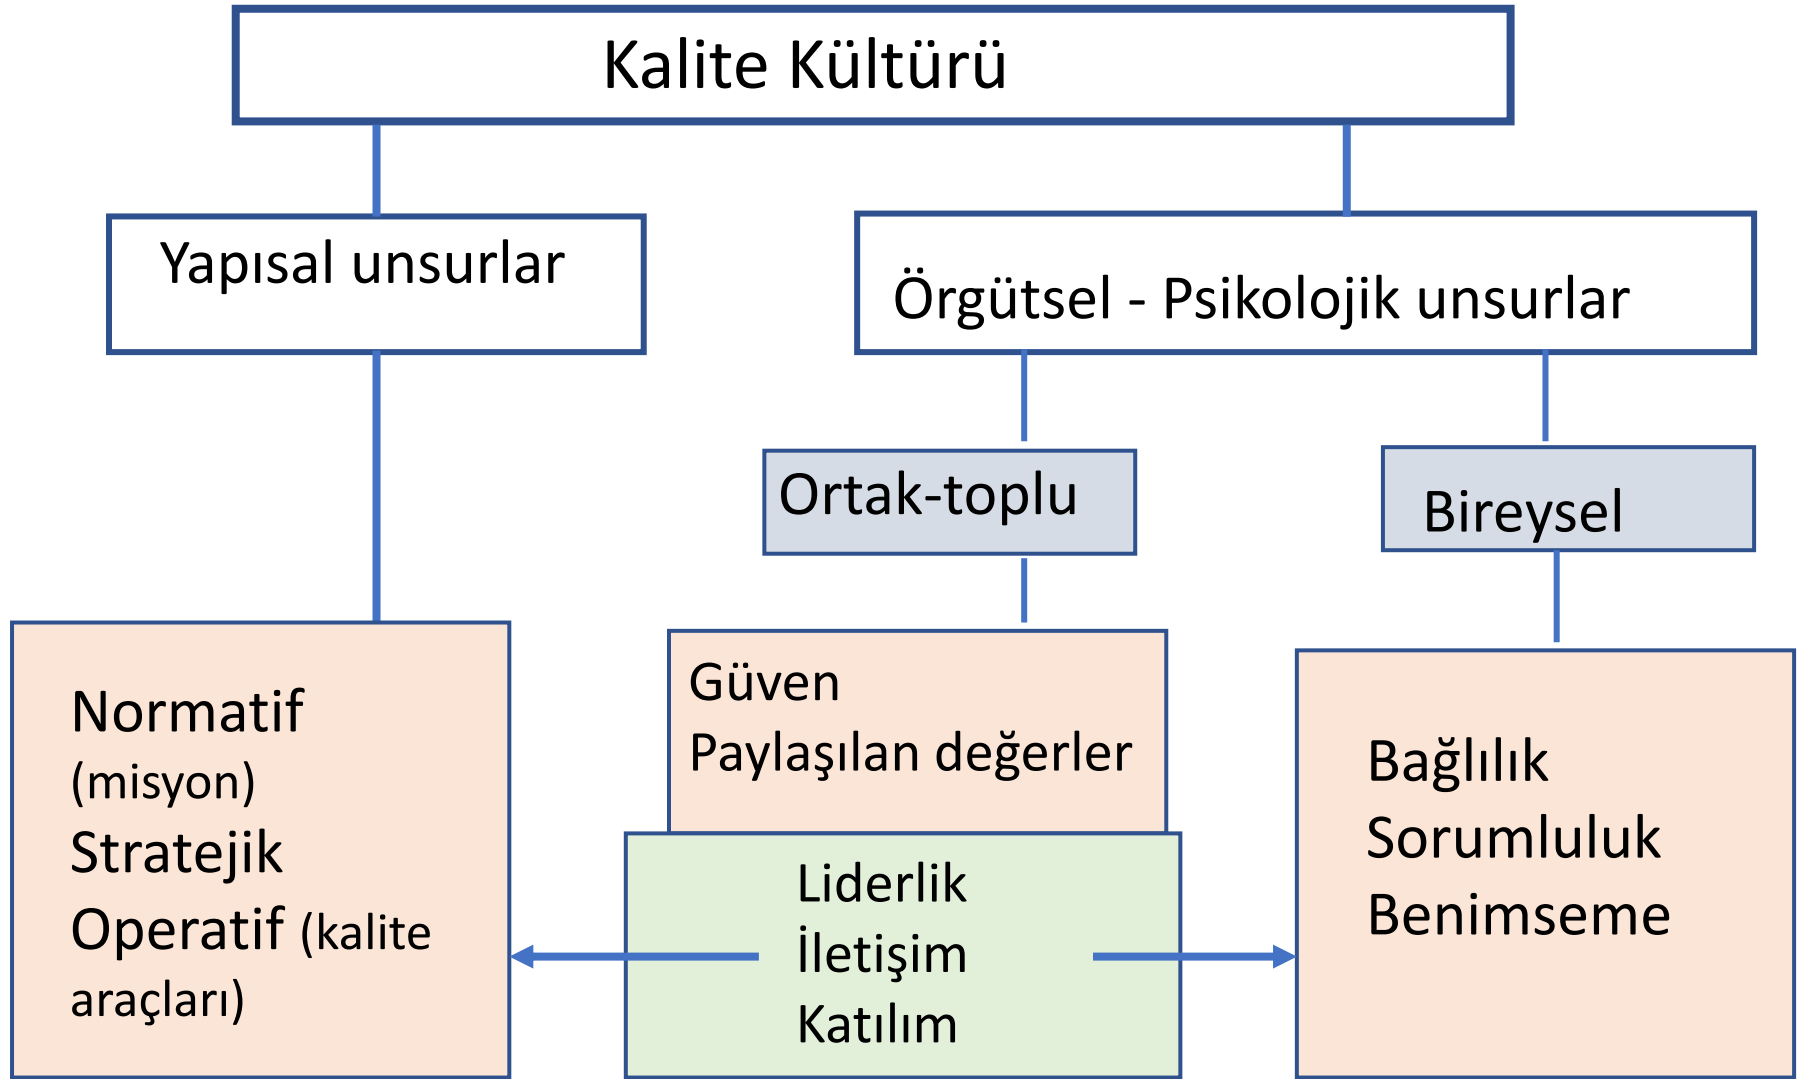 Kalite Kültürü
Yapısal unsurlar
Örgütsel - Psikolojik unsurlar
Ortak-toplu
Bireysel
Normatif
(misyon)
Stratejik
Operatif (kalite
araçları)
Güven
Paylaşılan değerler
Liderlik
İletişim
Katılım
Bağlılık
Sorumluluk
Benimseme